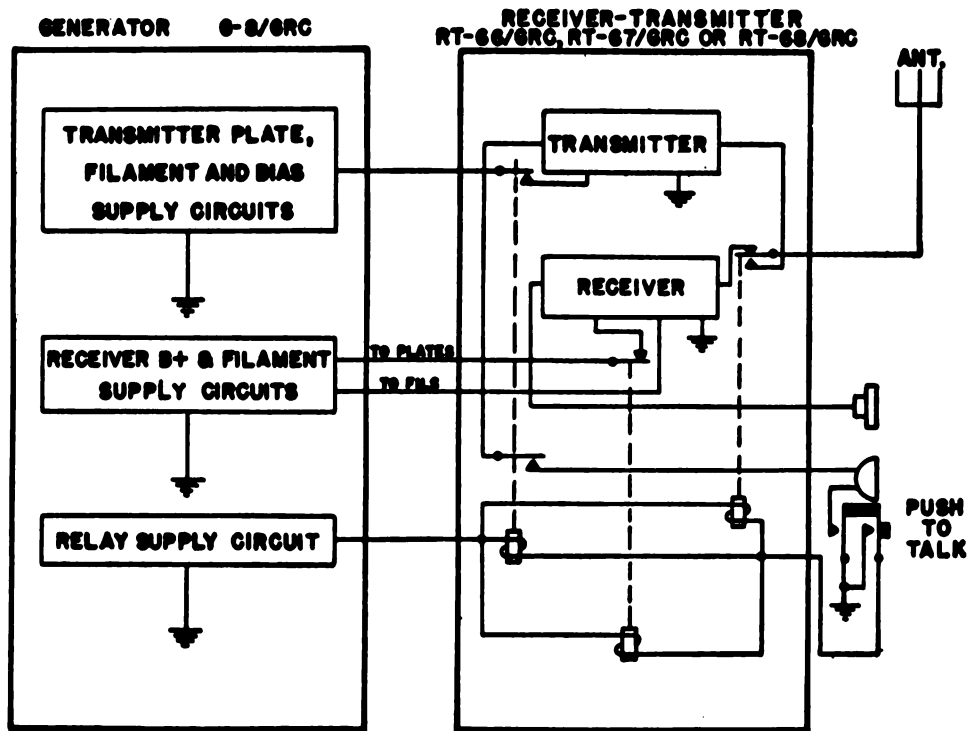 GENERATOR G-8/GRC
RECEIVER-TRANSMITTER
RT-66/GRC, RT-67/GRC OR RT-68/GRC
ANT.
TRANSMITTER PLATE,
FILAMENT AND BIAS
SUPPLY CIRCUITS
TRANSMITTER
RECEIVER
RECEIVER B+ & FILAMENT
SUPPLY CIRCUITS
TO PLATES
TO FILS
RELAY SUPPLY CIRCUIT
PUSH
TO
TALK